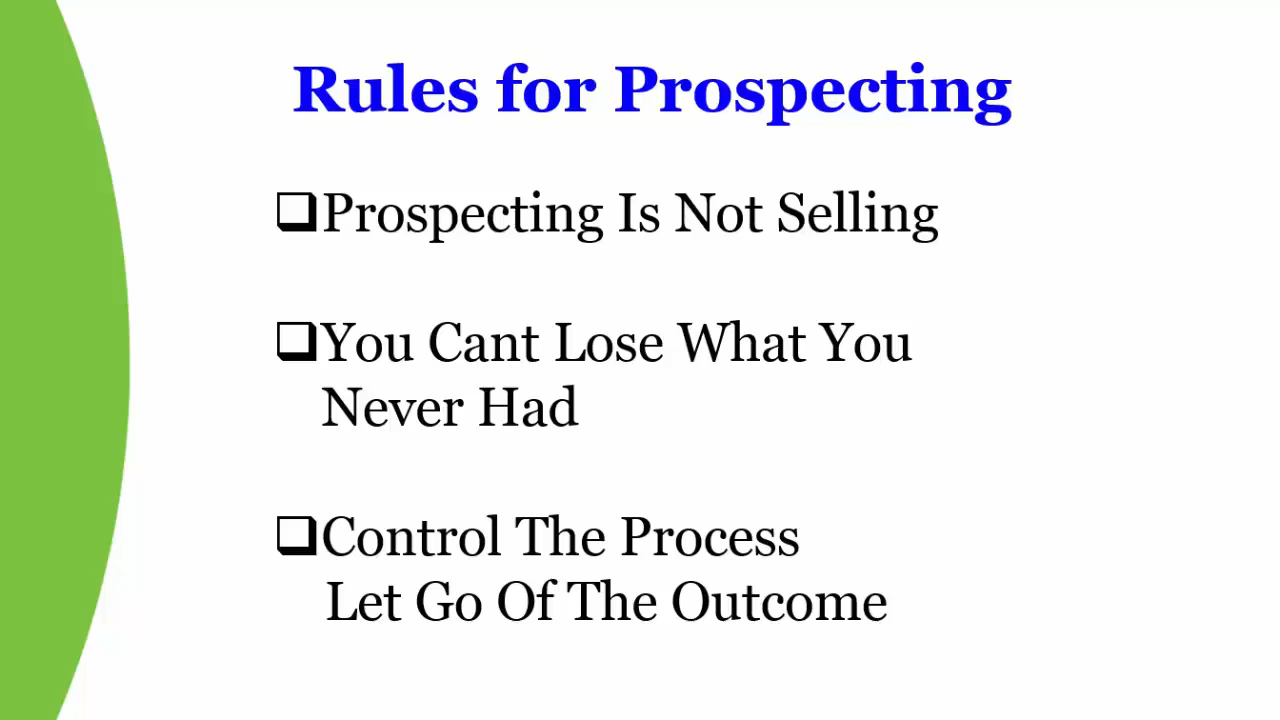 Rules for Prospecting
Prospecting Is Not Selling
You Cant Lose What You
Never Had
Control The Process
Let Go Of The Outcome